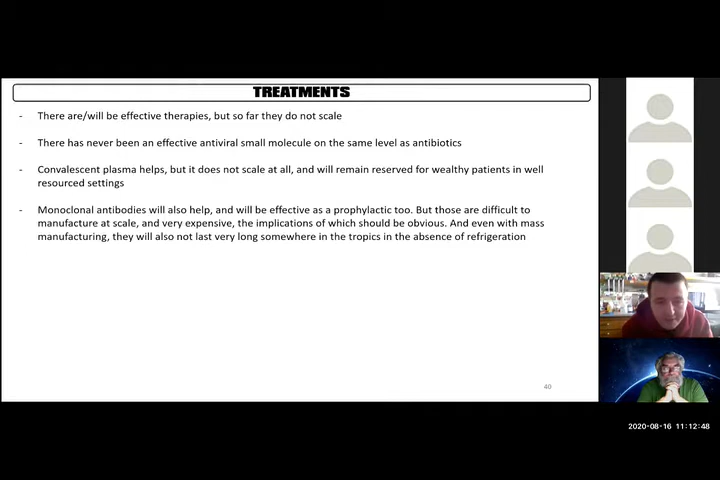 TREATMENTS
- There are/will be effective therapies, but so far they do not scale
- There has never been an effective antiviral small molecule on the same level as antibiotics
- Convalescent plasma helps, but it does not scale at all, and will remain reserved for wealthy patients in well
resourced settings
- Monoclonal antibodies will also help, and will be effective as a prophylactic too. But those are difficult to
manufacture at scale, and very expensive, the implications of which should be obvious. And even with mass
manufacturing, they will also not last very long somewhere in the tropics in the absence of refrigeration
40
2020-08-16 11:12:48